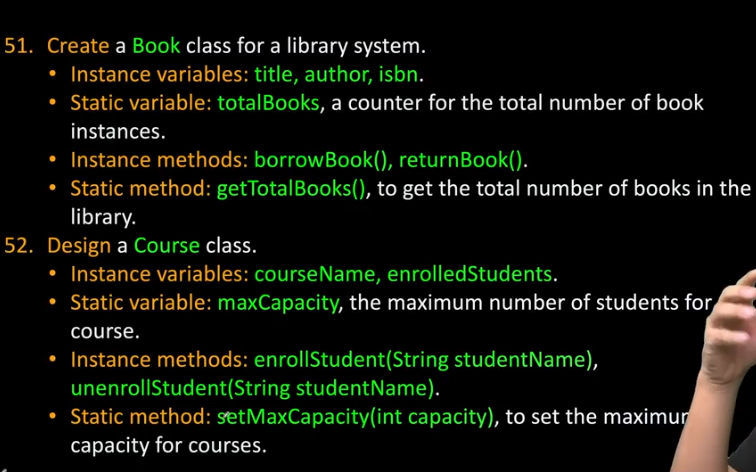 51. Create a Book class for a library system.
• Instance variables: title, author, isbn.
• Static variable: totalBooks, a counter for the total number of book
instances.
• Instance methods: borrowBook(), returnBook().
• Static method: getTotalBooks(), to get the total number of books in the
library.
52. Design a Course class.
• Instance variables: courseName, enrolledStudents.
• Static variable: maxCapacity, the maximum number of students for
course.
• Instance methods: enrollStudent(String studentName),
unenrollStudent(String studentName).
• Static method: setMaxCapacity(int capacity), to set the
capacity for courses.